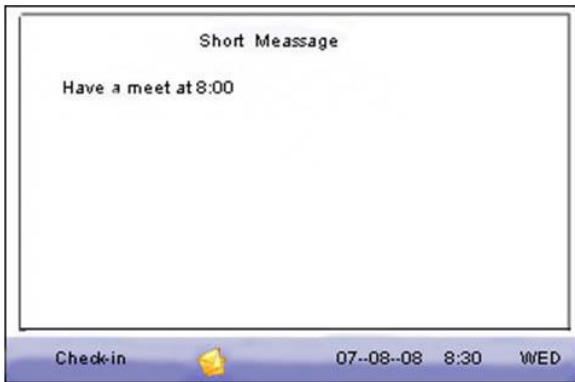 Short Meassage
Have a meet at 8:00
Check-in 07--08--08 8:30 WED